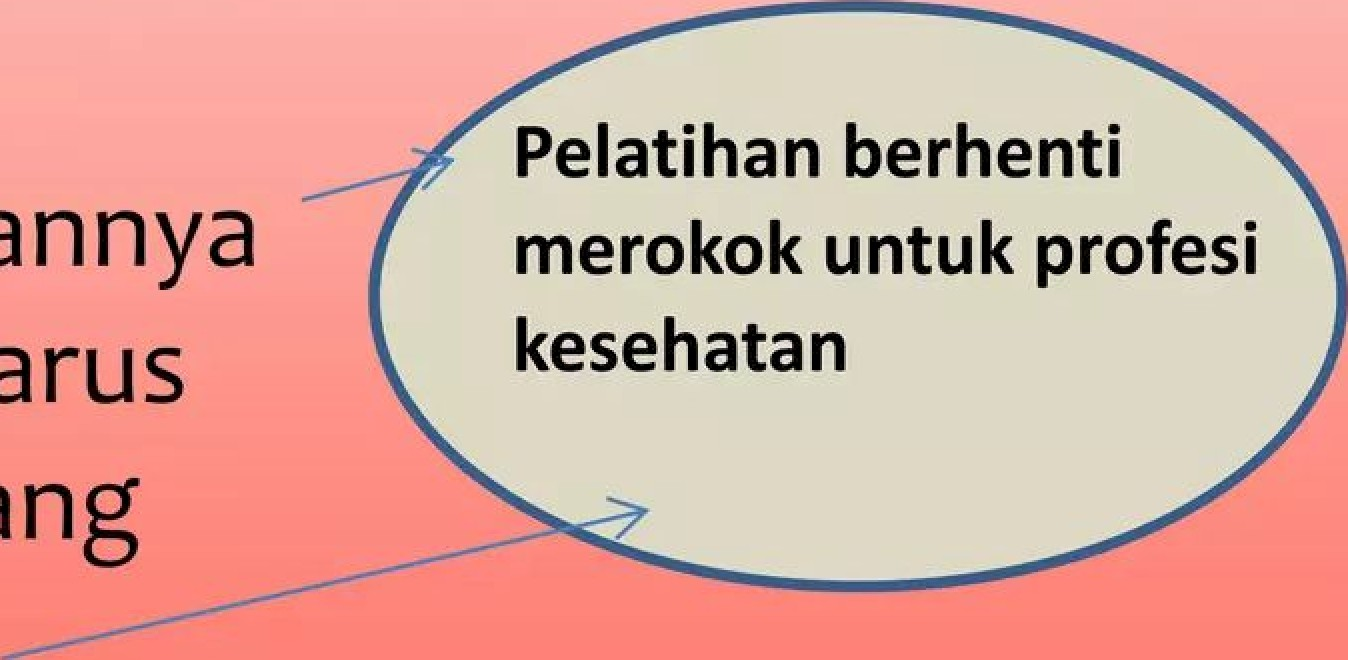 Pelatihan berhenti
merokok untuk profesi
kesehatan
annya
arus
ang